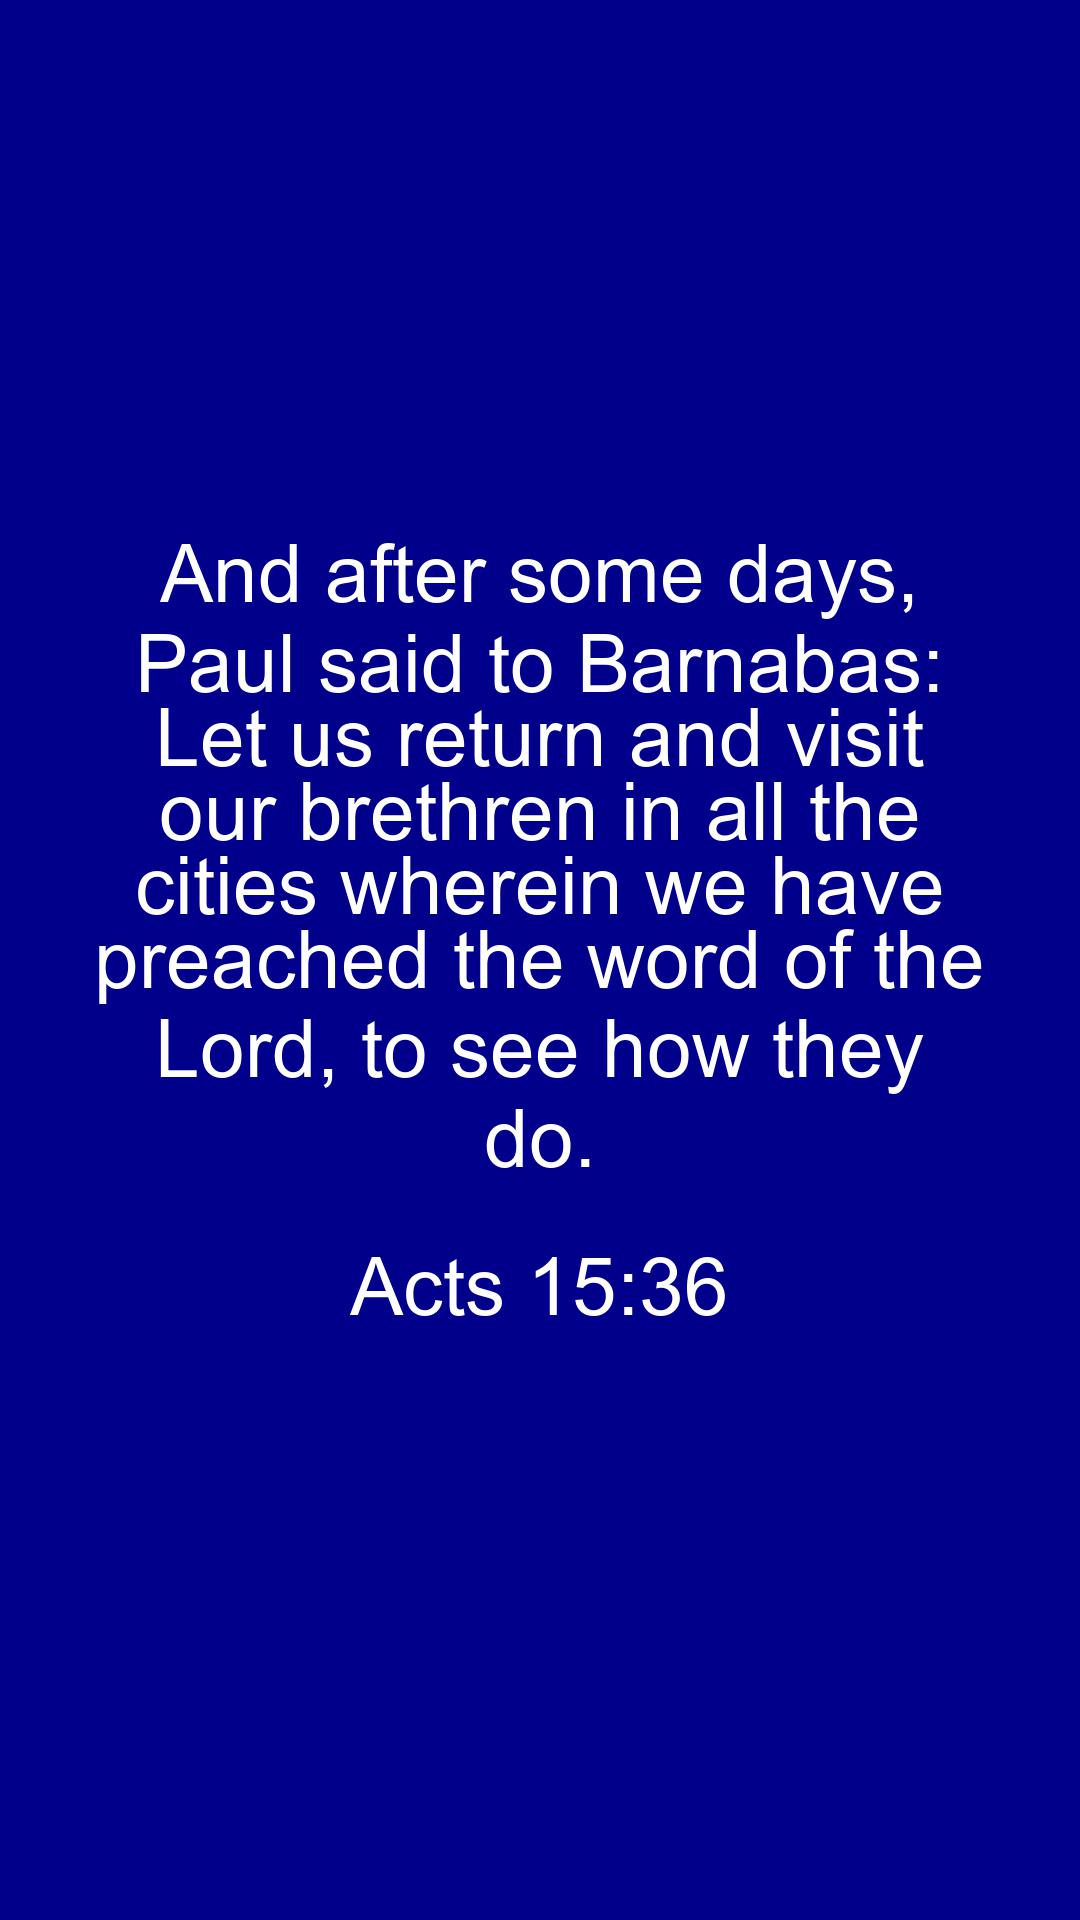 And after some days,
Paul said to Barnabas:
Let us return and visit
our brethren in all the
cities wherein we have
preached the word of the
Lord, to see how they
do.
Acts 15:36